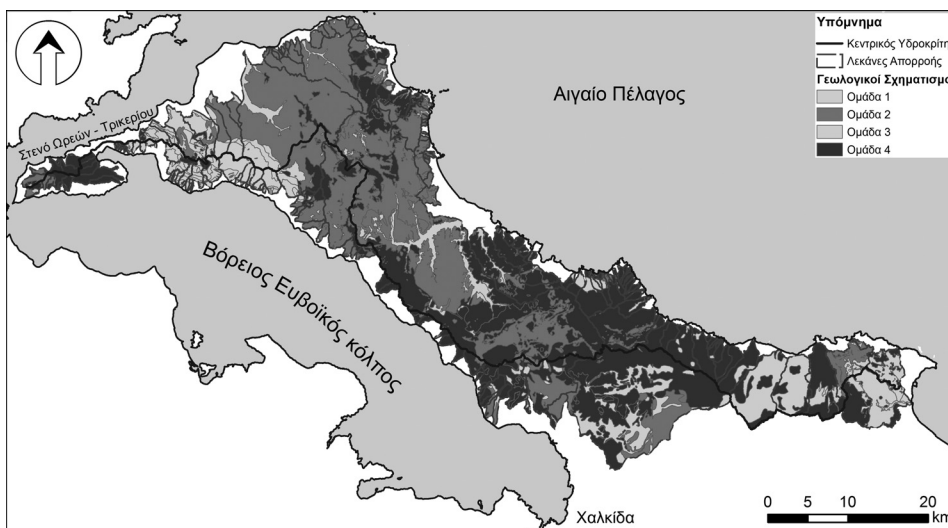 Υπόμνημα
Κεντρικός Υδροκρίτη
Λεκάνες Απορροής
Γεωλογικοί Σχηματισμο
Ομάδα 1
Ομάδα 2
Ομάδα 3
Ομάδα 4
Αιγαίο Πέλαγος
Στενό Ωρεών - Τρικερίου
Βόρειος Ευβοϊκός κόλπος
Χαλκίδα
0 5 10 20
km